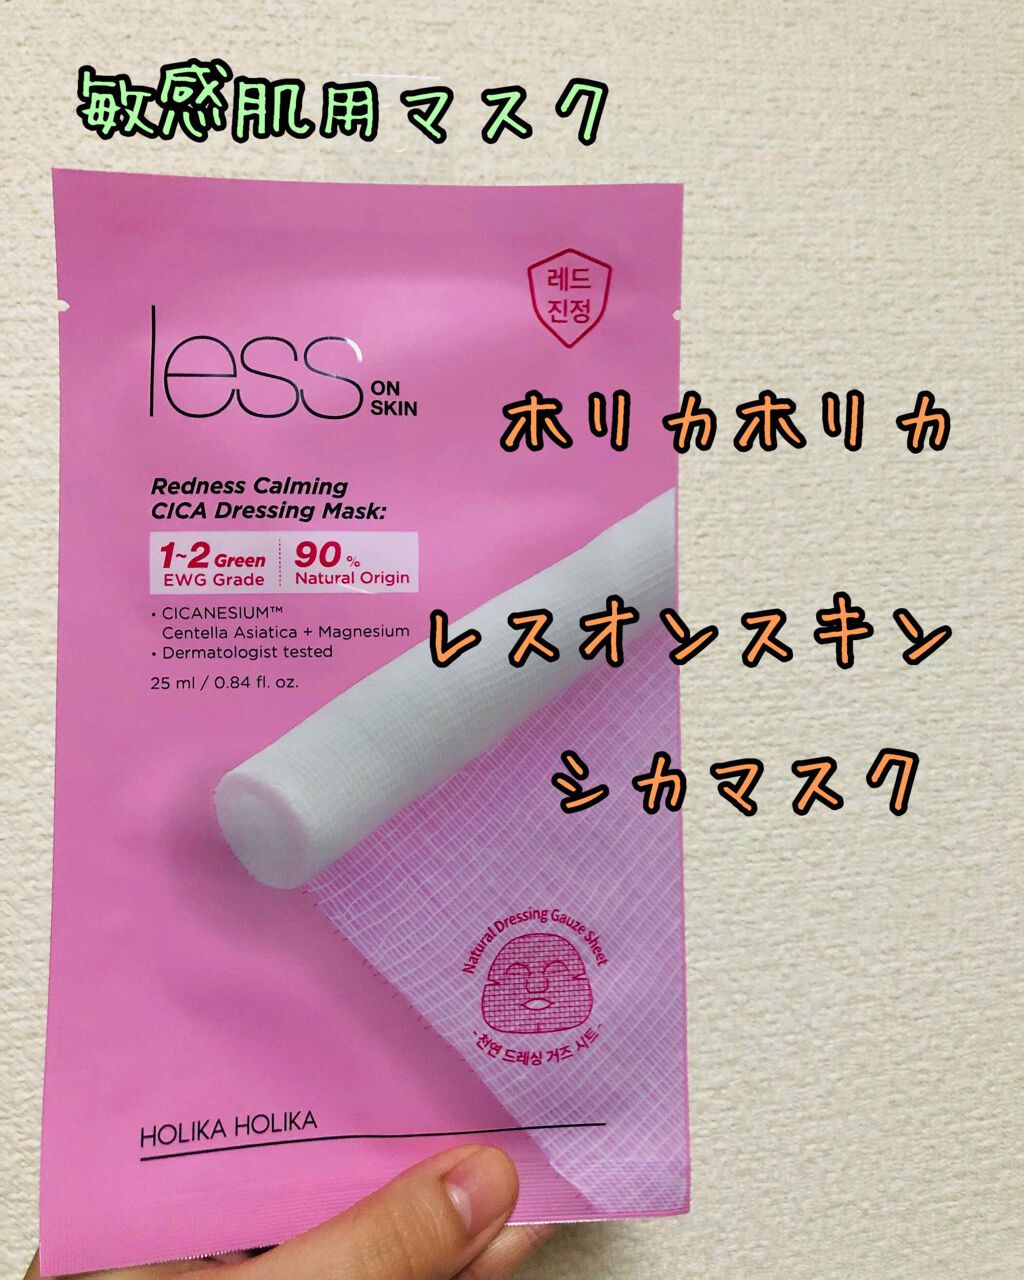 敏感肌用マスク
레드
진정
less ON SKIN
ホリカホリカ
Redness Calming
CICA Dressing Mask:
1~2 Green
EWG Grade
90%
Natural Origin
• CICANESIUM™
Centella Asiatica + Magnesium
• Dermatologist tested
25 ml / 0.84 fl. oz.
レスオンスキン
シカマスク
Natural Dressing Gauze Sheet
- 천연 드레싱 거즈 시트 -
HOLIKA HOLIKA